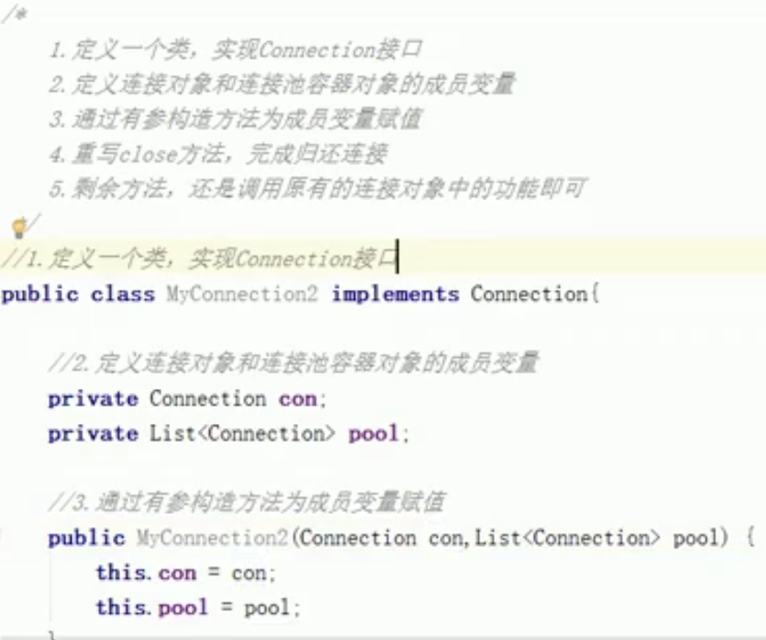 /*
1.定义一个类，实现Connection接口
2.定义连接对象和连接池容器对象的成员变量
3.通过有参构造方法为成员变量赋值
4.重写close方法，完成归还连接
5.剩余方法，还是调用原有的连接对象中的功能即可
/
//1.定义一个类，实现Connection接口
public class MyConnection2 implements Connection{
//2.定义连接对象和连接池容器对象的成员变量
private Connection con;
private List<Connection> pool;
//3.通过有参构造方法为成员变量赋值
public MyConnection2(Connection con,List<Connection> pool) {
this.con = con;
this.pool = pool;
}